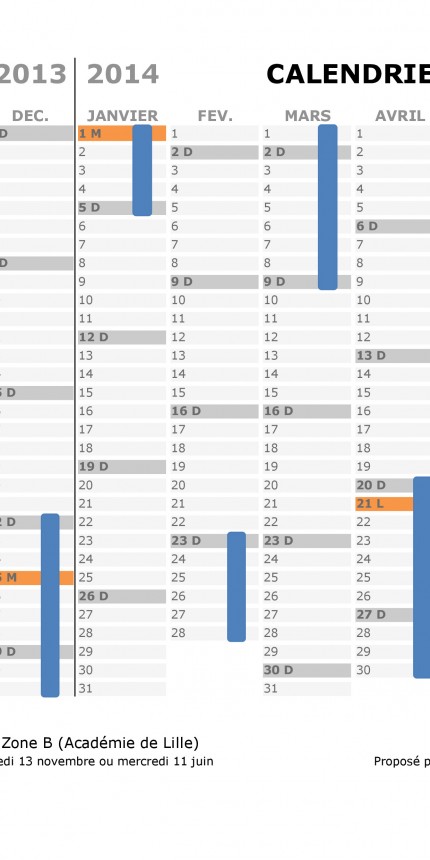 2013 2014 CALENDRIE
DEC. JANVIER FEV. MARS AVRIL
D 1 M 1 1 1
2 2 D 2 D 2
3 3 3 3
4 4 4 4
5 D 5 5 5
6 6 6 6 D
7 7 7 7
D 8 8 8 8
9 9 D 9 D 9
10 10 10 10
11 11 11 11
12 D 12 12 12
13 13 13 13 D
14 14 14 14
D 15 15 15 15
16 16 D 16 D 16
17 17 17 17
18 18 18 18
19 D 19 19 19
20 20 20 20 D
21 21 21 21 L
2 D 22 22 22 22
23 23 D 23 D 23
24 24 24 24
M 25 25 25 25
26 D 26 26 26
27 27 27 27 D
28 28 28 28
D 29 29 29
30 30 D 30
31 31
Zone B (Académie de Lille)
edi 13 novembre ou mercredi 11 juin
Proposé p